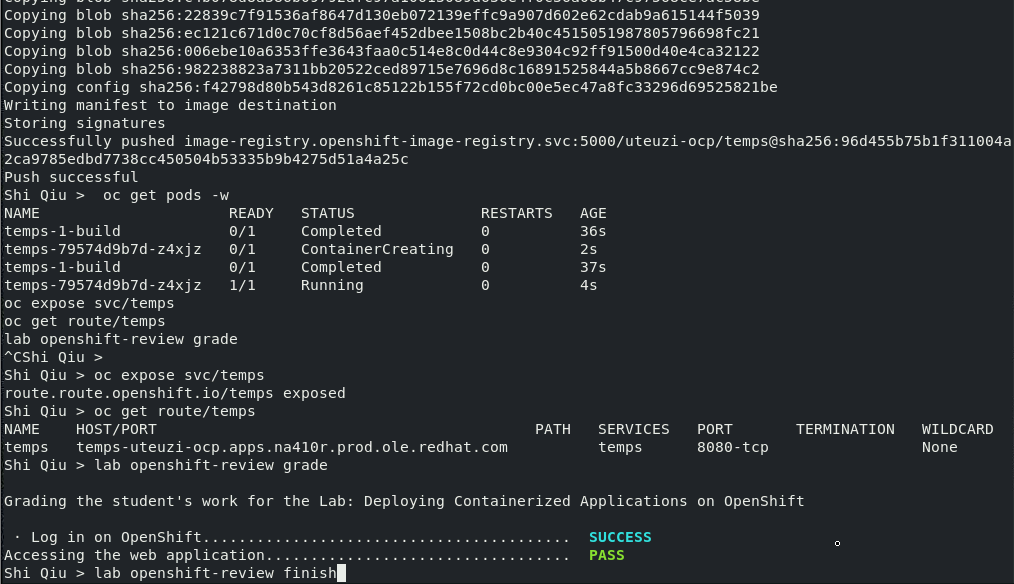 Copying blob sha256:22839c7f91536af8647d130eb072139effc9a907d602e62cdab9a615144f5039
Copying blob sha256:ec121c671d0c70cf8d56aef452dbee1508bc2b40c4515051987805796698fc21
Copying blob sha256:006ebe10a6353ffe3643faa0c514e8c0d44c8e9304c92ff91500d40e4ca32122
Copying blob sha256:982238823a7311bb20522ced89715e7696d8c16891525844a5b8667cc9e874c2
Copying config sha256:f42798d80b543d8261c85122b155f72cd0bc00e5ec47a8fc33296d69525821be
Writing manifest to image destination
Storing signatures
Successfully pushed image-registry.openshift-image-registry.svc:5000/uteuzi-ocp/temps@sha256:96d455b75b1f311004a
2ca9785edbd7738cc450504b53335b9b4275d51a4a25c
Push successful
Shi Qiu >  oc get pods -w
NAME                     READY   STATUS              RESTARTS   AGE
temps-1-build            0/1     Completed           0          36s
temps-79574d9b7d-z4xjz   0/1     ContainerCreating   0          2s
temps-1-build            0/1     Completed           0          37s
temps-79574d9b7d-z4xjz   1/1     Running             0          4s
oc expose svc/temps
oc get route/temps
lab openshift-review grade
^CShi Qiu >
Shi Qiu > oc expose svc/temps
route.route.openshift.io/temps exposed
Shi Qiu > oc get route/temps
NAME    HOST/PORT                                          PATH   SERVICES   PORT       TERMINATION   WILDCARD
temps   temps-uteuzi-ocp.apps.na410r.prod.ole.redhat.com          temps      8080-tcp                 None
Shi Qiu > lab openshift-review grade
Grading the student's work for the Lab: Deploying Containerized Applications on OpenShift
· Log in on OpenShift.........................................  SUCCESS
Accessing the web application..................................  PASS
Shi Qiu > lab openshift-review finish